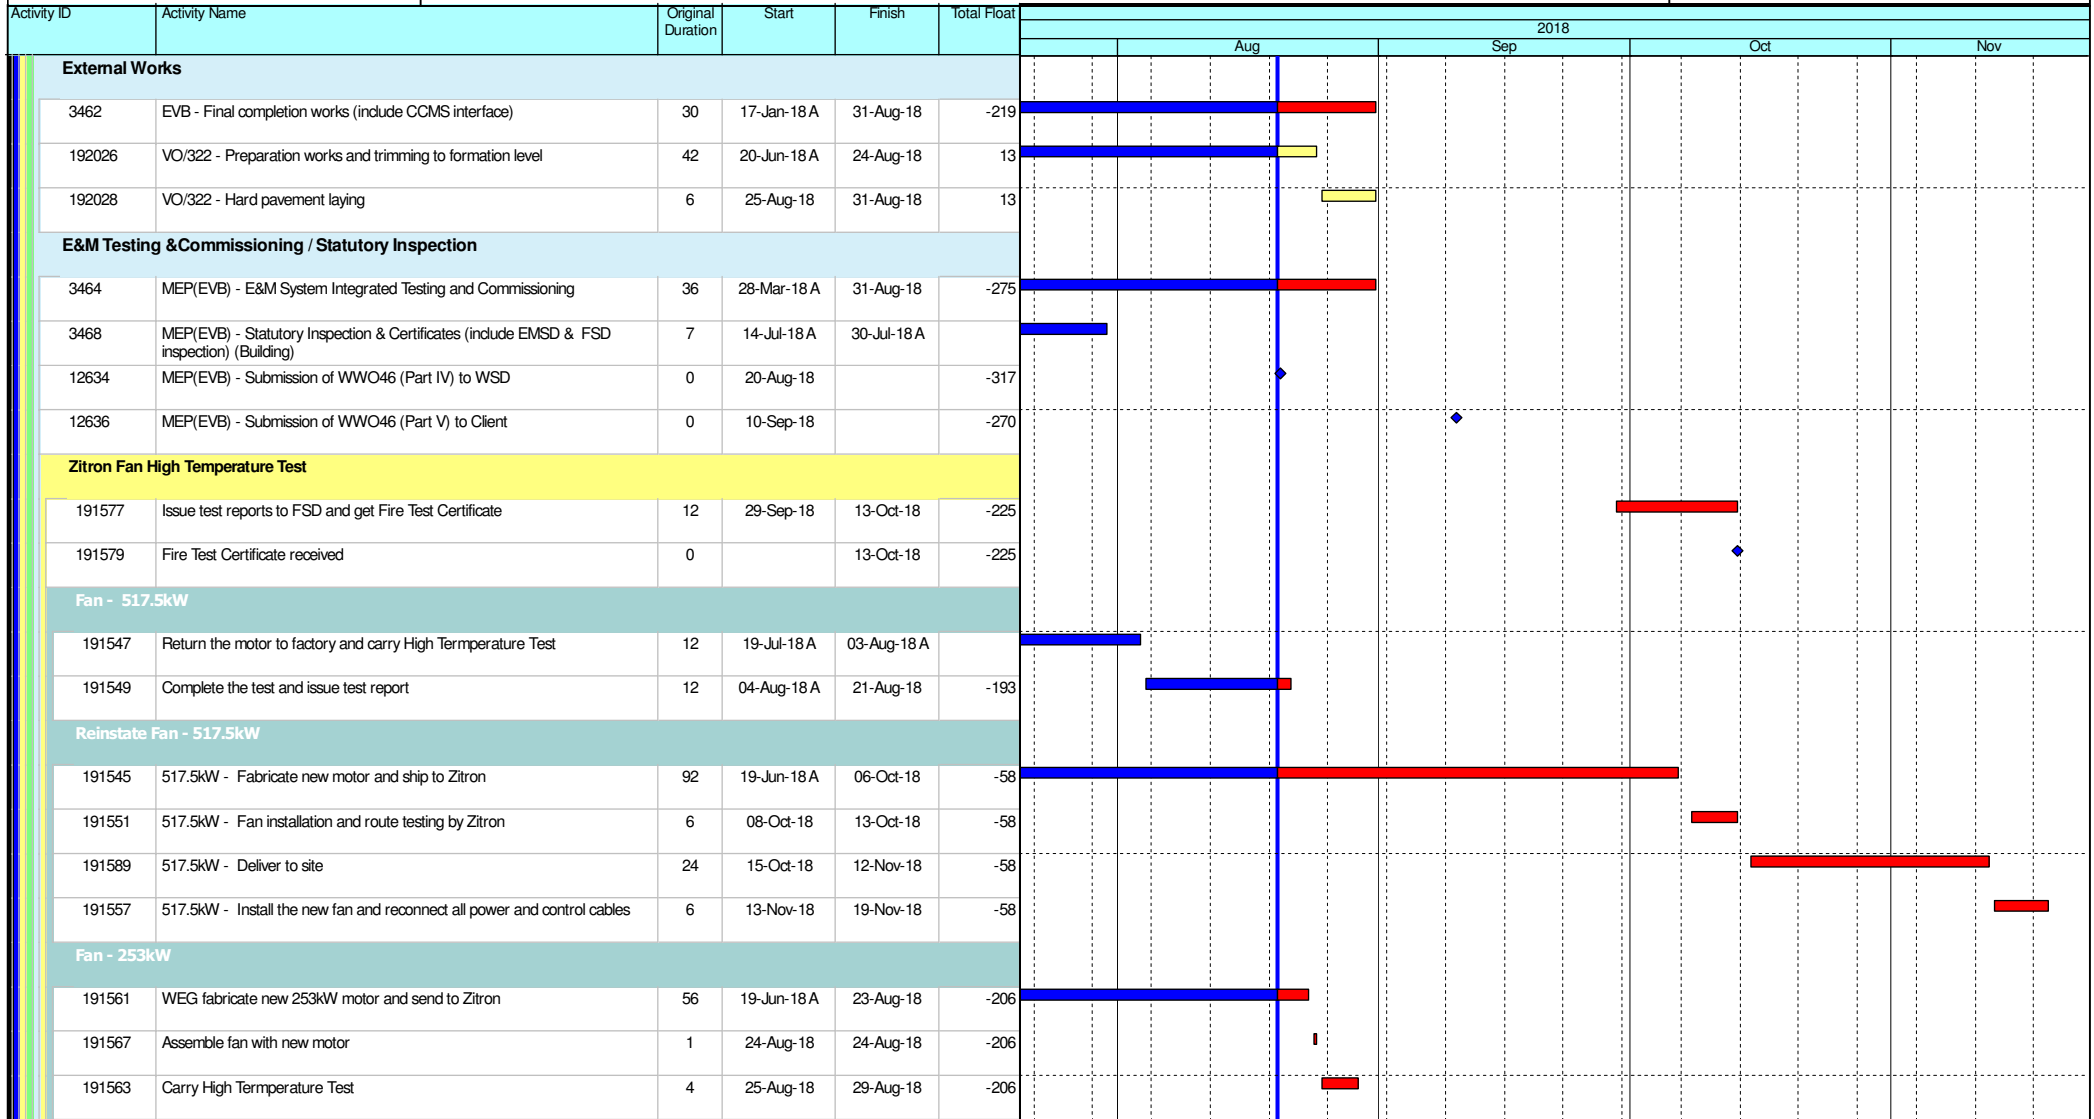 Activity ID Activity Name Original Duration Start Finish Total Float
2018
Aug Sep Oct Nov
External Works
3462 EVB - Final completion works (include CCMS interface) 30 17-Jan-18 A 31-Aug-18 -219
192026 VO/322 - Preparation works and trimming to formation level 42 20-Jun-18 A 24-Aug-18 13
192028 VO/322 - Hard pavement laying 6 25-Aug-18 31-Aug-18 13
E&M Testing &Commissioning / Statutory Inspection
3464 MEP(EVB) - E&M System Integrated Testing and Commissioning 36 28-Mar-18 A 31-Aug-18 -275
3468 MEP(EVB) - Statutory Inspection & Certificates (include EMSD & FSD 7 14-Jul-18 A 30-Jul-18 A
inspection) (Building)
12634 MEP(EVB) - Submission of WWO46 (Part IV) to WSD 0 20-Aug-18 -317
12636 MEP(EVB) - Submission of WWO46 (Part V) to Client 0 10-Sep-18 -270
Zitron Fan High Temperature Test
191577 Issue test reports to FSD and get Fire Test Certificate 12 29-Sep-18 13-Oct-18 -225
191579 Fire Test Certificate received 0 13-Oct-18 -225
Fan - 517.5kW
191547 Return the motor to factory and carry High Termperature Test 12 19-Jul-18 A 03-Aug-18 A
191549 Complete the test and issue test report 12 04-Aug-18 A 21-Aug-18 -193
Reinstate Fan - 517.5kW
191545 517.5kW - Fabricate new motor and ship to Zitron 92 19-Jun-18 A 06-Oct-18 -58
191551 517.5kW - Fan installation and route testing by Zitron 6 08-Oct-18 13-Oct-18 -58
191589 517.5kW - Deliver to site 24 15-Oct-18 12-Nov-18 -58
191557 517.5kW - Install the new fan and reconnect all power and control cables 6 13-Nov-18 19-Nov-18 -58
Fan - 253kW
191561 WEG fabricate new 253kW motor and send to Zitron 56 19-Jun-18 A 23-Aug-18 -206
191567 Assemble fan with new motor 1 24-Aug-18 24-Aug-18 -206
191563 Carry High Termperature Test 4 25-Aug-18 29-Aug-18 -206